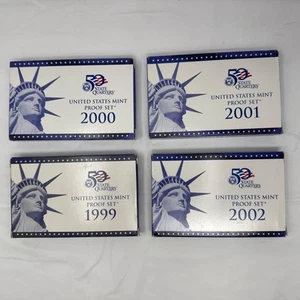 50
STATE
QUARTERS
UNITED STATES MINT
PROOF SET®
2000
50
STATE
QUARTERS
UNITED STATES MINT
PROOF SET®
2001
50
STATE
QUARTERS
UNITED STATES MINT
PROOF SET®
1999
50
STATE
QUARTERS
UNITED STATES MINT
PROOF SET®
2002